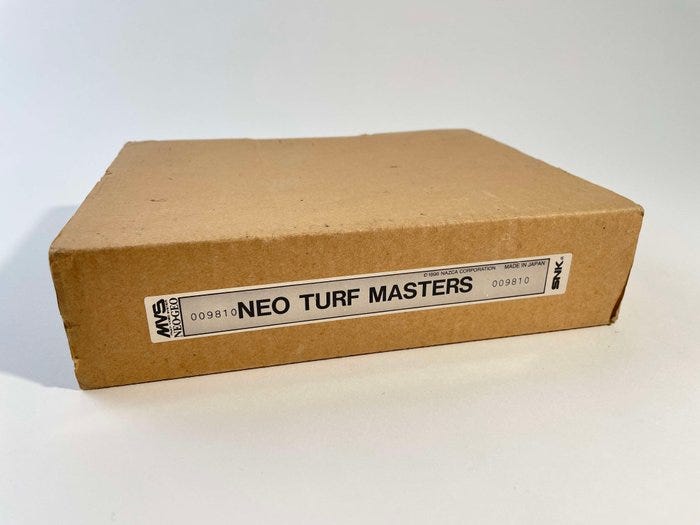 MVS
NEO•GEO
009810
NEO TURF MASTERS
© 1996 NAZCA CORPORATION
MADE IN JAPAN
009810
SNK®